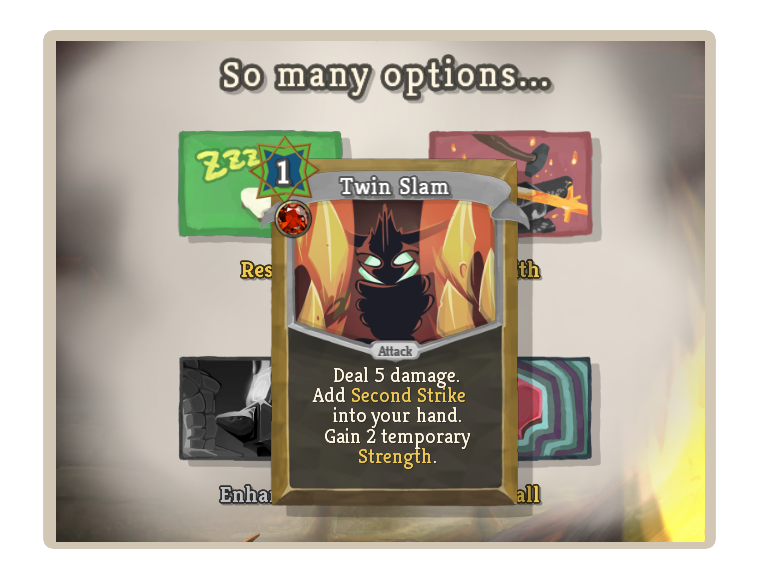 So many options...
Zzz
1
Twin Slam
Attack
Deal 5 damage.
Add Second Strike
into your hand.
Gain 2 temporary
Strength.